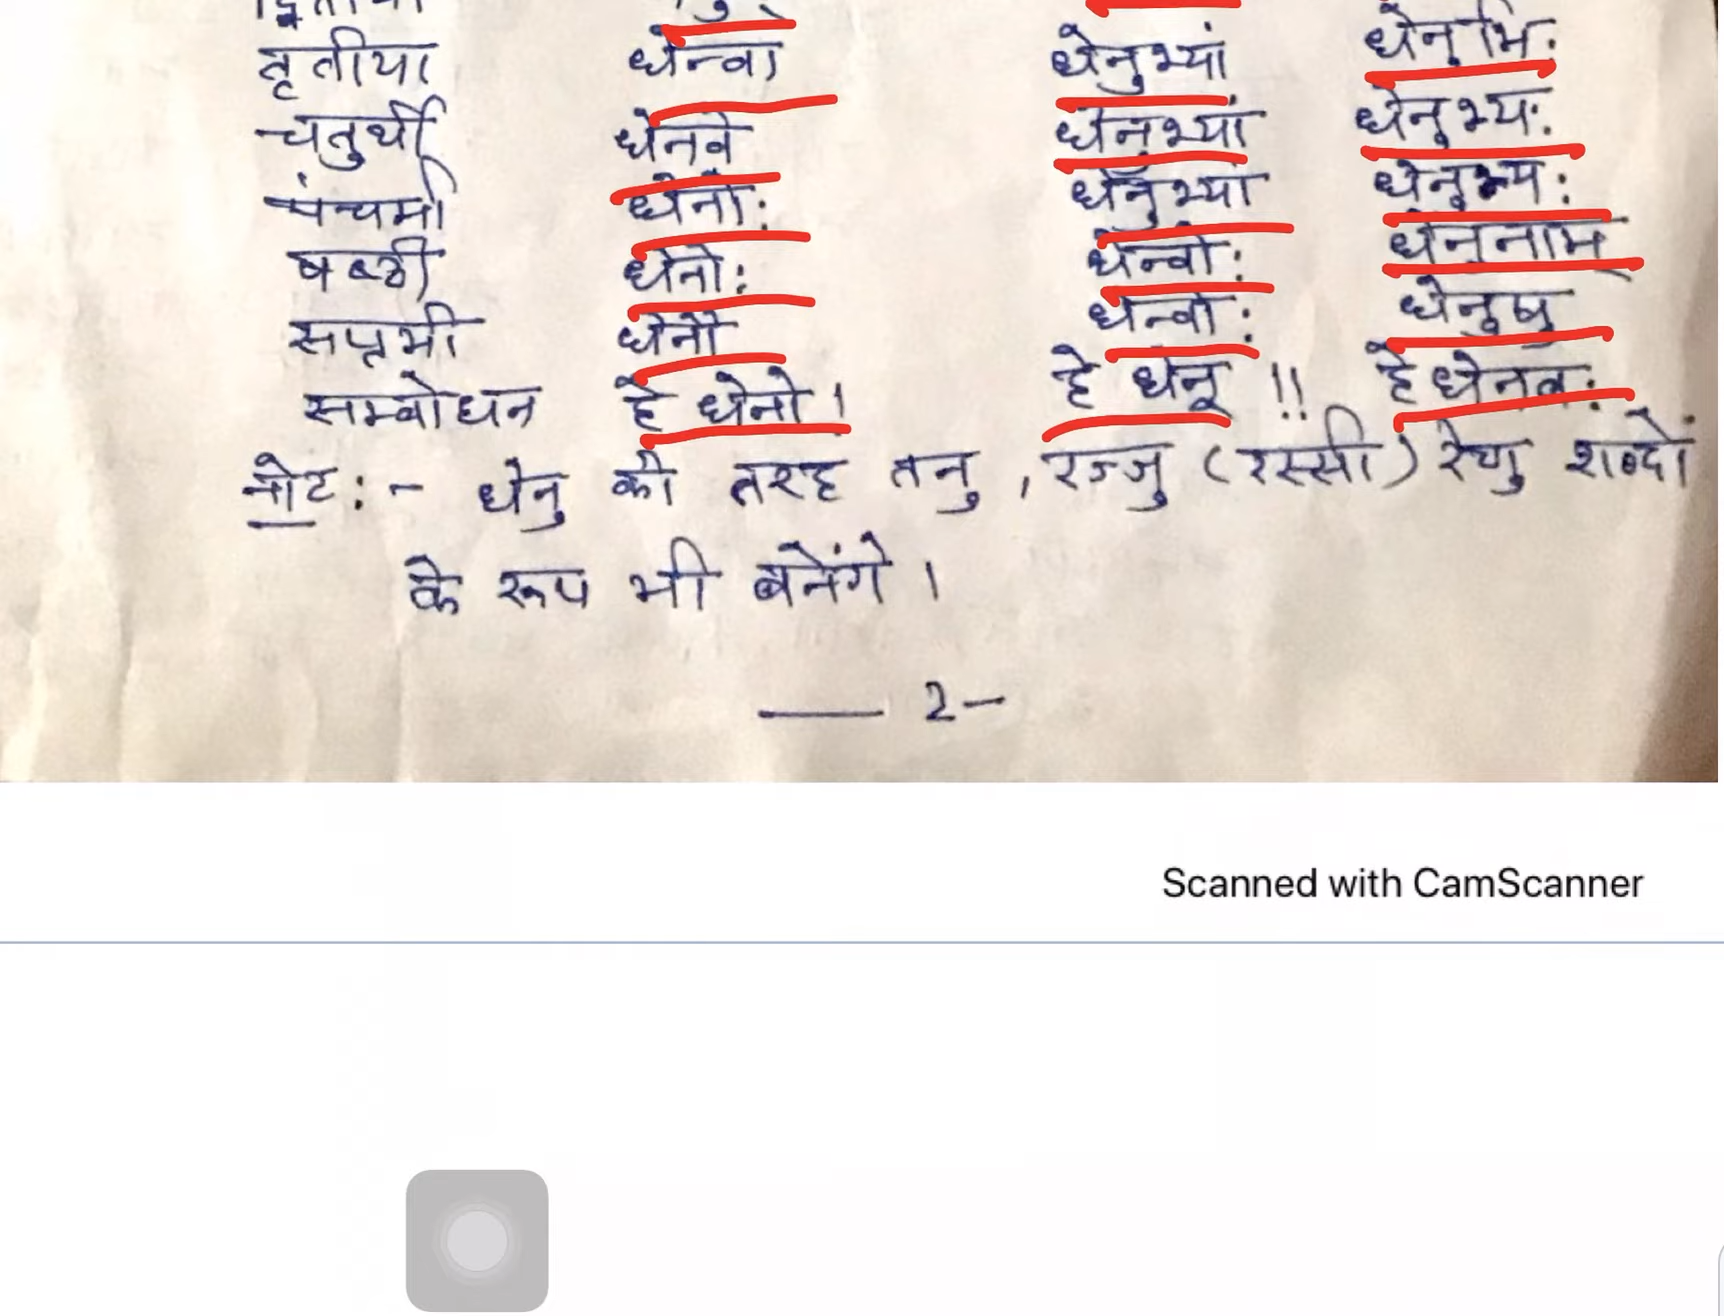 तृतीया धेन्वा धेनुभ्यां धेनुभिः
चतुर्थी धेनवे धेनुभ्यां धेनुभ्यः
पंचमी धेनोः धेनुभ्यां धेनुभ्यः
षष्ठी धेनोः धेन्वोः धेनूनाम्
सप्तमी धेनौ धेन्वोः धेनुषु
सम्बोधन हे धेनो! हे धेनू !! हे धेनवः
नोट :- धेनु की तरह तनु , रज्जु (रस्सी) रेणु शब्दों
के रूप भी बनेंगे ।
— 2 —
Scanned with CamScanner